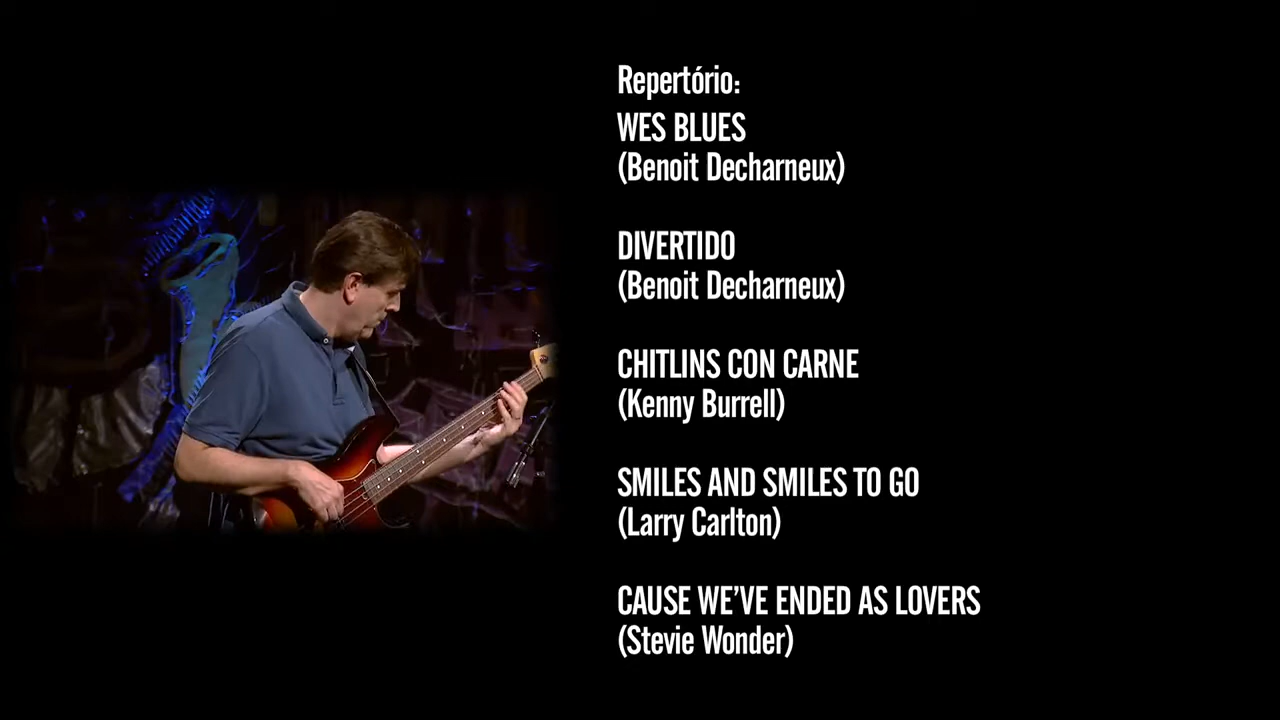 Repertório:
WES BLUES
(Benoit Decharneux)
DIVERTIDO
(Benoit Decharneux)
CHITLINS CON CARNE
(Kenny Burrell)
SMILES AND SMILES TO GO
(Larry Carlton)
CAUSE WE'VE ENDED AS LOVERS
(Stevie Wonder)